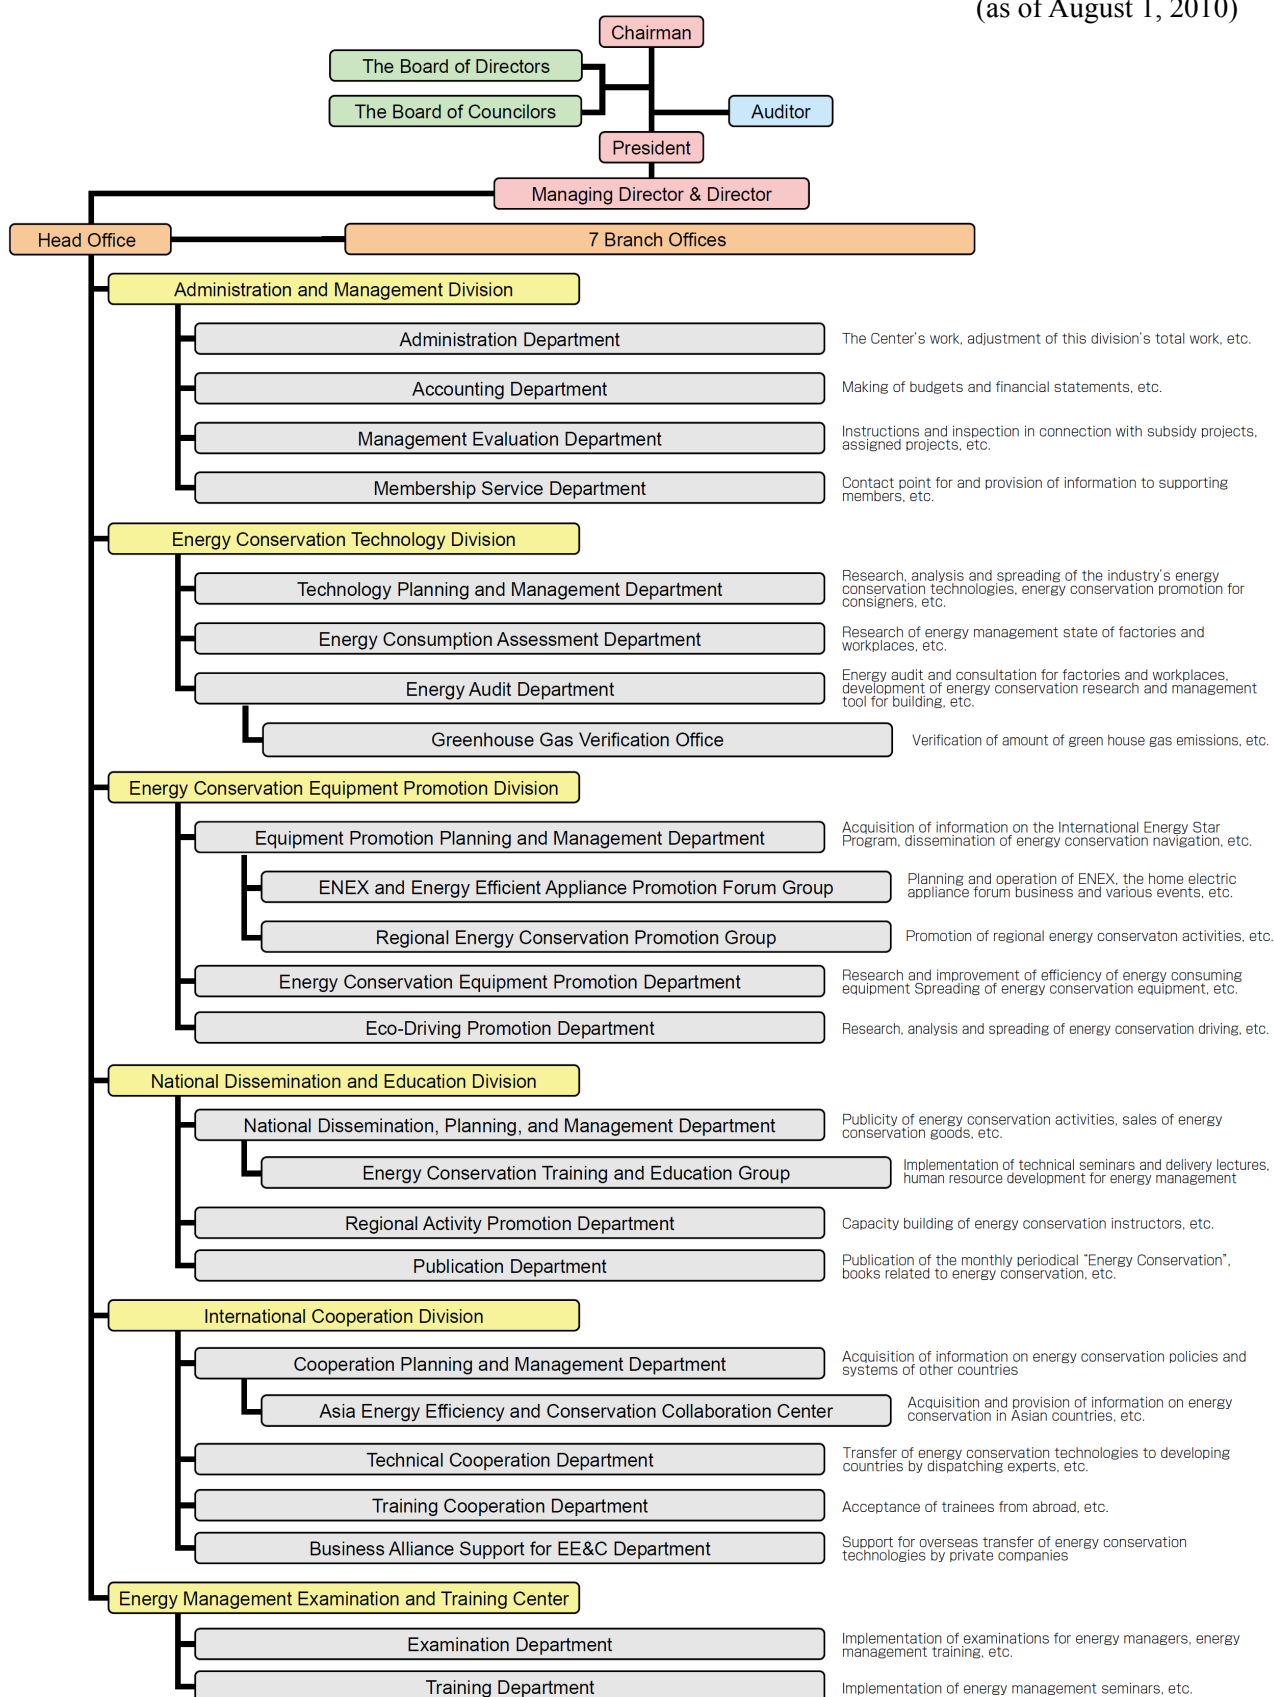 (as of August 1, 2010)
Chairman
The Board of Directors
The Board of Councilors
Auditor
President
Managing Director & Director
Head Office
7 Branch Offices
Administration and Management Division
Administration Department
The Center's work, adjustment of this division's total work, etc.
Accounting Department
Making of budgets and financial statements, etc.
Management Evaluation Department
Instructions and inspection in connection with subsidy projects,
assigned projects, etc.
Membership Service Department
Contact point for and provision of information to supporting
members, etc.
Energy Conservation Technology Division
Technology Planning and Management Department
Research, analysis and spreading of the industry's energy
conservation technologies, energy conservation promotion for
consigners, etc.
Energy Consumption Assessment Department
Research of energy management state of factories and
workplaces, etc.
Energy Audit Department
Energy audit and consultation for factories and workplaces,
development of energy conservation research and management
tool for building, etc.
Greenhouse Gas Verification Office
Verification of amount of green house gas emissions, etc.
Energy Conservation Equipment Promotion Division
Equipment Promotion Planning and Management Department
Acquisition of information on the International Energy Star
Program, dissemination of energy conservation navigation, etc.
ENEX and Energy Efficient Appliance Promotion Forum Group
Planning and operation of ENEX, the home electric
appliance forum business and various events, etc.
Regional Energy Conservation Promotion Group
Promotion of regional energy conservaton activities, etc.
Energy Conservation Equipment Promotion Department
Research and improvement of efficiency of energy consuming
equipment Spreading of energy conservation equipment, etc.
Eco-Driving Promotion Department
Research, analysis and spreading of energy conservation driving, etc.
National Dissemination and Education Division
National Dissemination, Planning, and Management Department
Publicity of energy conservation activities, sales of energy
conservation goods, etc.
Energy Conservation Training and Education Group
Implementation of technical seminars and delivery lectures,
human resource development for energy management
Regional Activity Promotion Department
Capacity building of energy conservation instructors, etc.
Publication Department
Publication of the monthly periodical "Energy Conservation",
books related to energy conservation, etc.
International Cooperation Division
Cooperation Planning and Management Department
Acquisition of information on energy conservation policies and
systems of other countries
Asia Energy Efficiency and Conservation Collaboration Center
Acquisition and provision of information on energy
conservation in Asian countries, etc.
Technical Cooperation Department
Transfer of energy conservation technologies to developing
countries by dispatching experts, etc.
Training Cooperation Department
Acceptance of trainees from abroad, etc.
Business Alliance Support for EE&C Department
Support for overseas transfer of energy conservation
technologies by private companies
Energy Management Examination and Training Center
Examination Department
Implementation of examinations for energy managers, energy
management training, etc.
Training Department
Implementation of energy management seminars, etc.